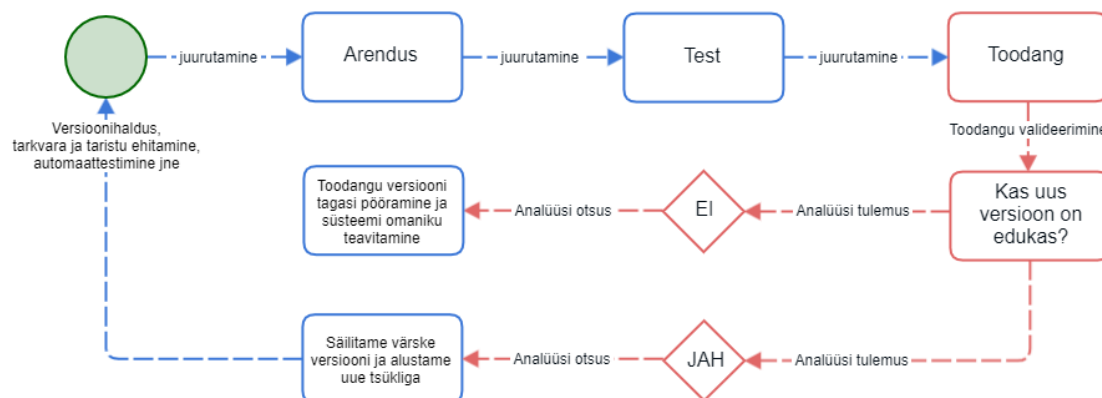 juurutamine
Arendus
juurutamine
Test
juurutamine
Toodang
Versioonihaldus,
tarkvara ja taristu ehitamine,
automaattestimine jne
Toodangu valideerimine
Toodangu versiooni
tagasi pööramine ja
süsteemi omaniku
teavitamine
Analüüsi otsus
EI
Analüüsi tulemus
Kas uus
versioon on
edukas?
Säilitame värske
versiooni ja alustame
uue tsükliga
Analüüsi otsus
JAH
Analüüsi tulemus